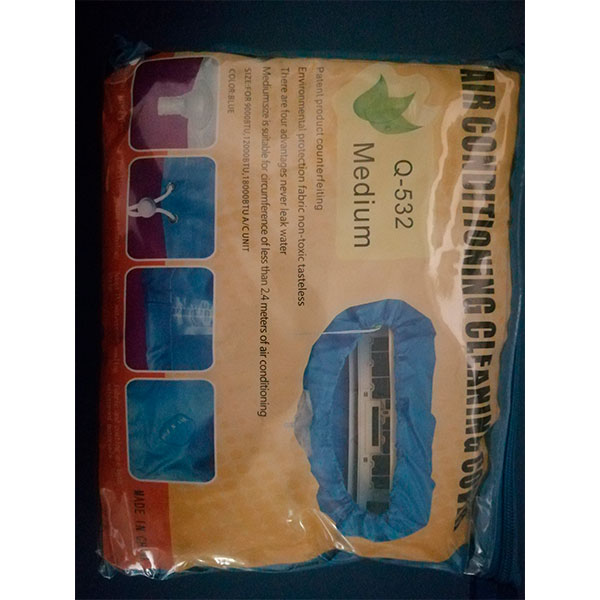 AIR CONDITIONING CLEANING COVER
Q-532
Medium
Patent product counterfeiting
Environmental protection fabric non-toxic tasteless
There are four advantages never leak water
Mediumsize is suitable for circumference of less than 2.4 meters of air conditioning
SIZE:FOR 9000BTU,12000BTU,18000BTU A/C UNIT
COLOR:BLUE
MADE IN CHINA